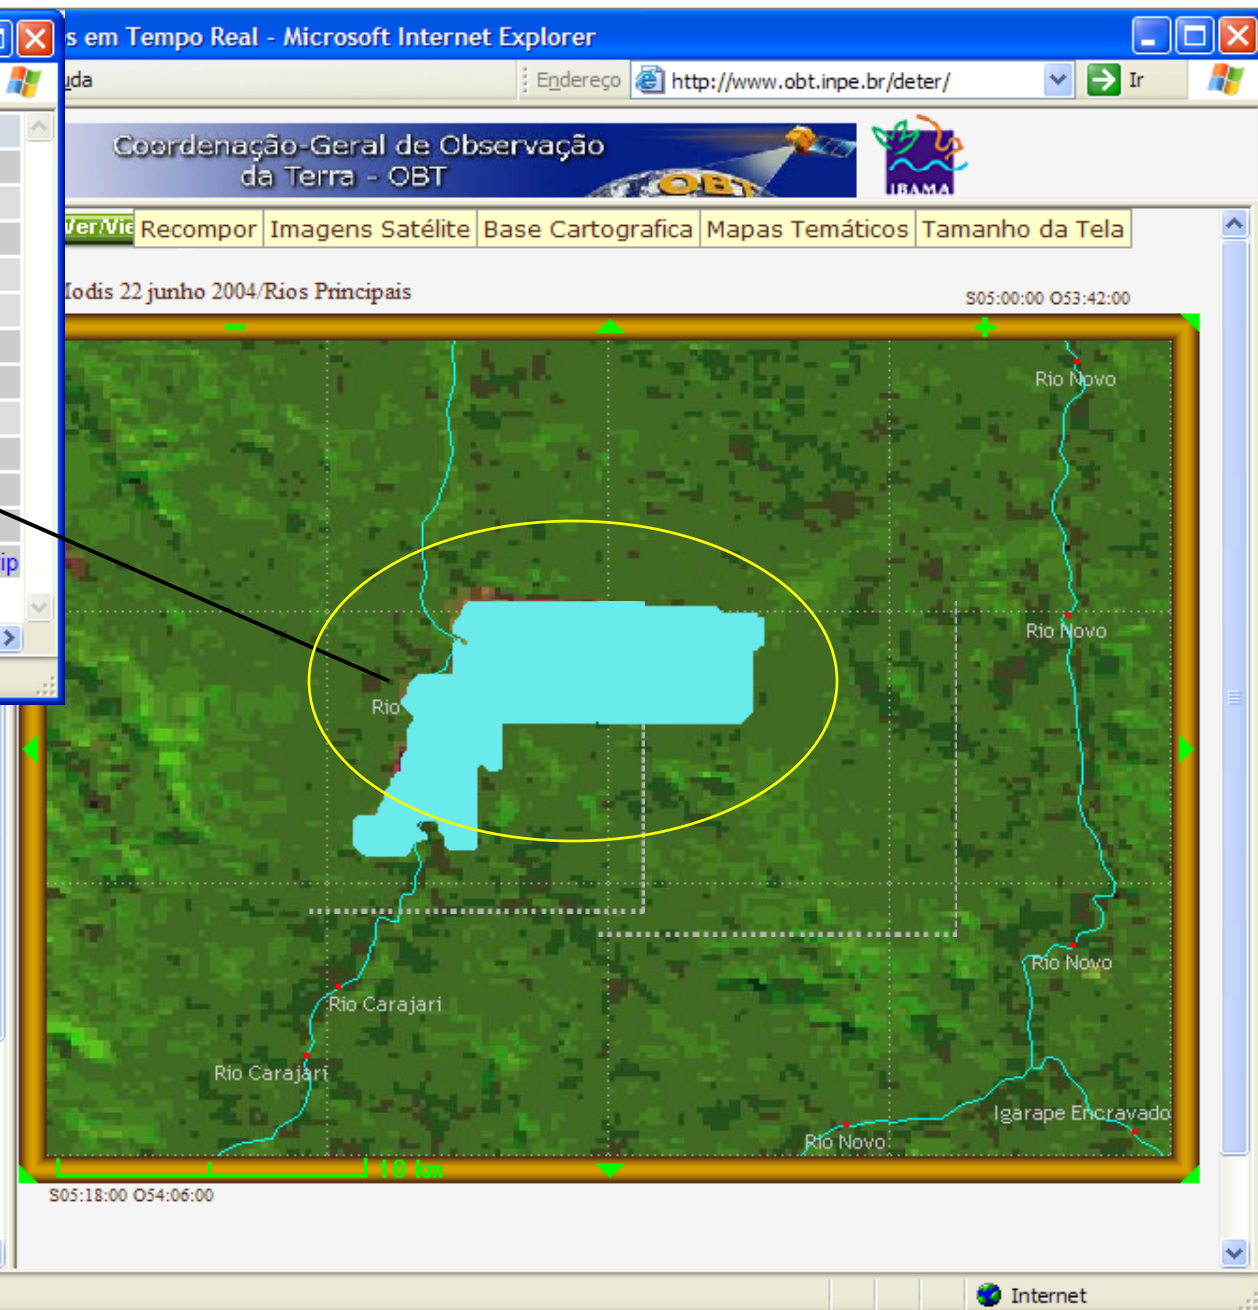 s em Tempo Real - Microsoft Internet Explorer
uda
Endereço http://www.obt.inpe.br/deter/ Ir
Coordenação-Geral de Observação
da Terra - OBT
OBT
IBAMA
Ver/Vie Recompor Imagens Satélite Base Cartografica Mapas Temáticos Tamanho da Tela
odis 22 junho 2004/Rios Principais
S05:00:00 O53:42:00
Rio Novo
ip
Rio Novo
Rio
Rio Novo
Rio Carajari
Rio Carajari
Igarape Encravado
Rio Novo
10 km
S05:18:00 O54:06:00
Internet